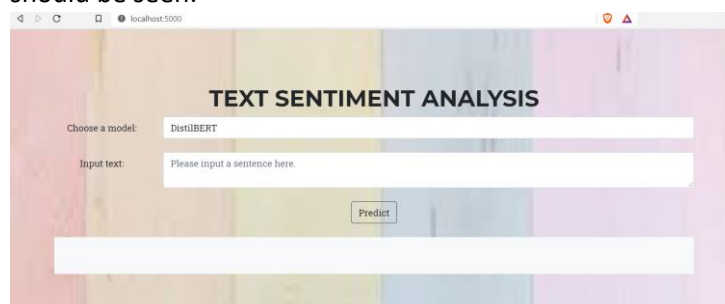 should be seen.
localhost:5000
TEXT SENTIMENT ANALYSIS
Choose a model: DistilBERT
Input text: Please input a sentence here.
Predict